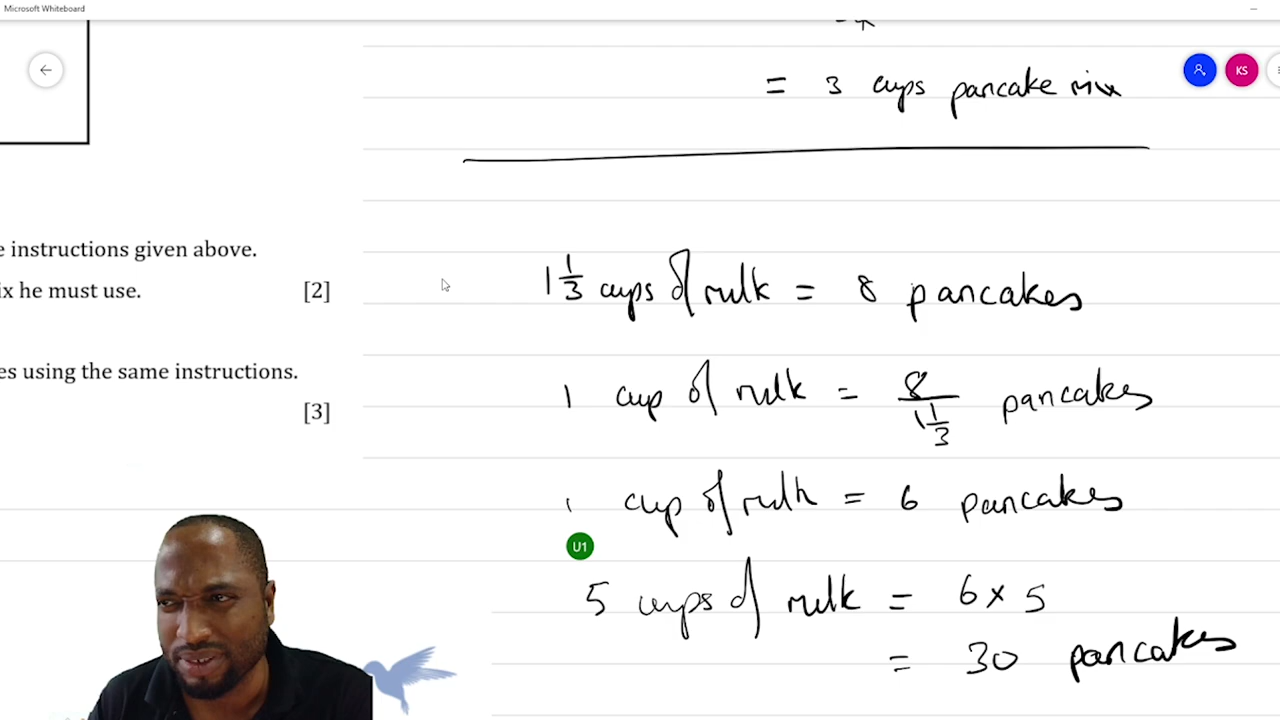 Microsoft Whiteboard
= 3 cups pancake mix
KS
e instructions given above.
ix he must use. [2]
es using the same instructions.
[3]
1 1/3 cups of milk = 8 pancakes
1 cup of milk = 8 / 1 1/3 pancakes
1 cup of milk = 6 pancakes
U1
5 cups of milk = 6 × 5
= 30 pancakes